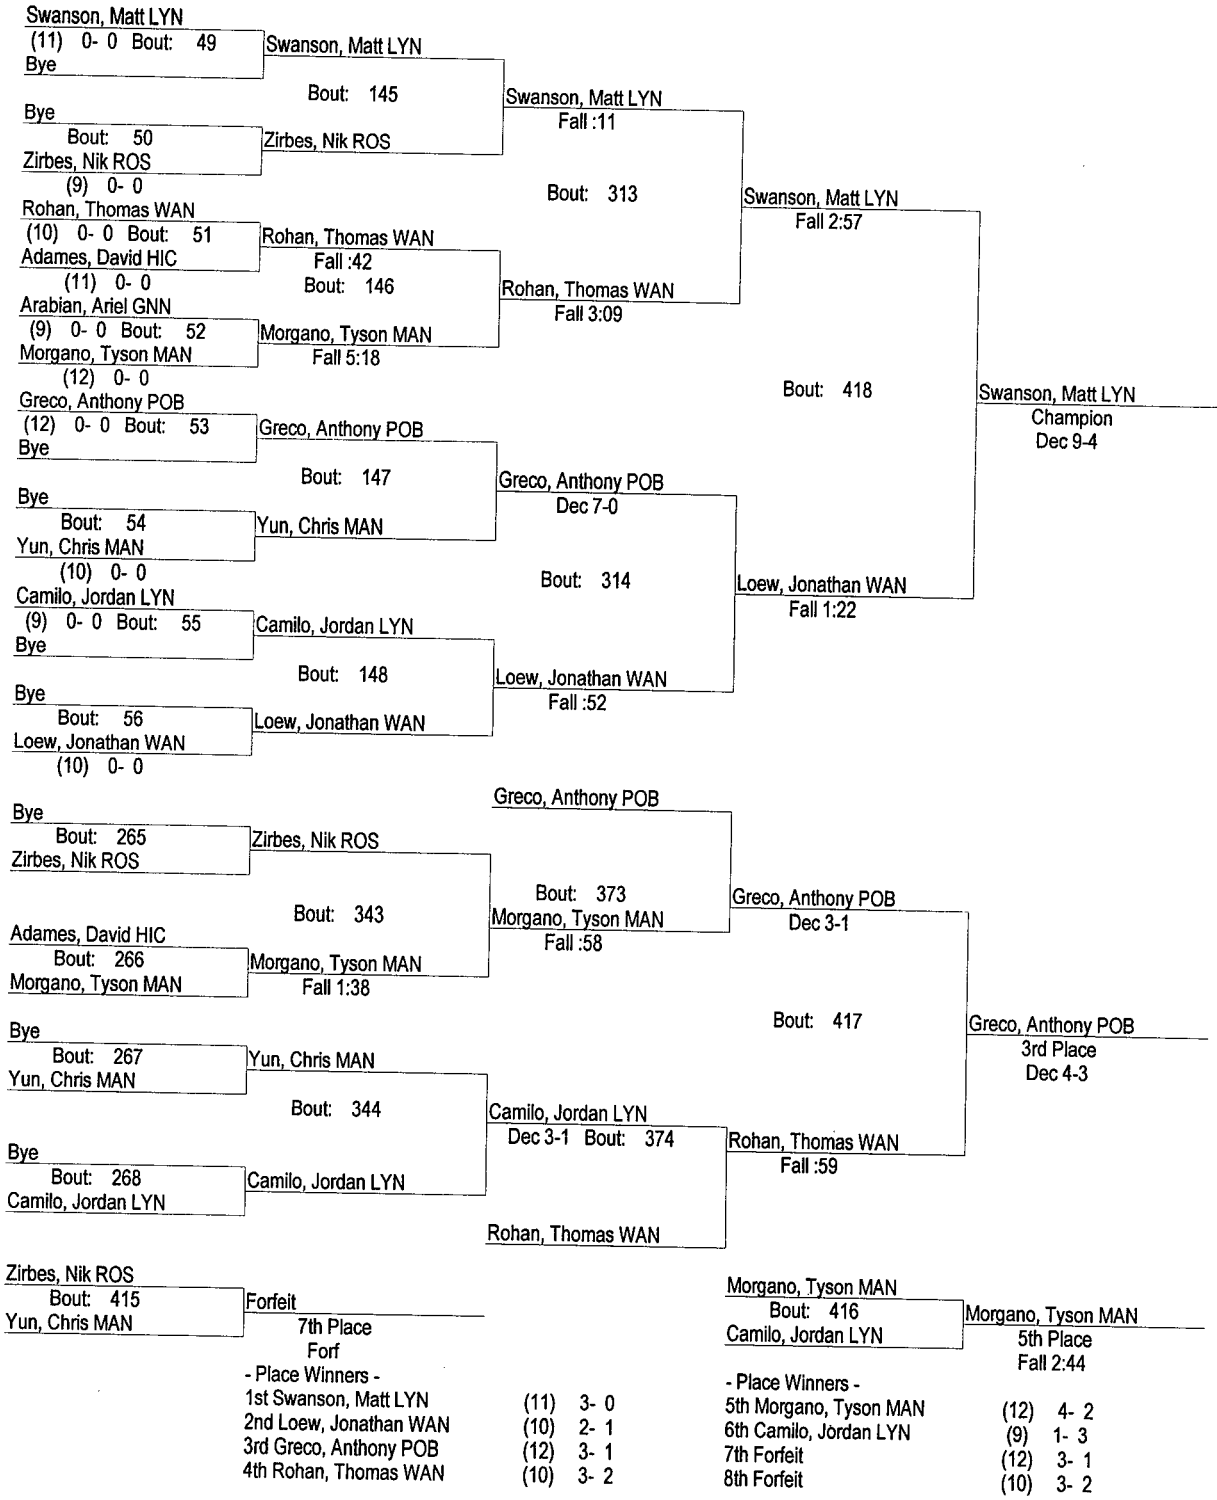 Swanson, Matt LYN
(11) 0- 0 Bout: 49
Bye
Swanson, Matt LYN
Bout: 145
Bye
Bout: 50
Zirbes, Nik ROS
(9) 0- 0
Zirbes, Nik ROS
Swanson, Matt LYN
Fall :11
Bout: 313
Rohan, Thomas WAN
(10) 0- 0 Bout: 51
Adames, David HIC
(11) 0- 0
Rohan, Thomas WAN
Fall :42
Bout: 146
Arabian, Ariel GNN
(9) 0- 0 Bout: 52
Morgano, Tyson MAN
(12) 0- 0
Morgano, Tyson MAN
Fall 5:18
Rohan, Thomas WAN
Fall 3:09
Swanson, Matt LYN
Fall 2:57
Bout: 418
Swanson, Matt LYN
Champion
Dec 9-4
Greco, Anthony POB
(12) 0- 0 Bout: 53
Bye
Greco, Anthony POB
Bout: 147
Bye
Bout: 54
Yun, Chris MAN
(10) 0- 0
Yun, Chris MAN
Greco, Anthony POB
Dec 7-0
Bout: 314
Camilo, Jordan LYN
(9) 0- 0 Bout: 55
Bye
Camilo, Jordan LYN
Bout: 148
Bye
Bout: 56
Loew, Jonathan WAN
(10) 0- 0
Loew, Jonathan WAN
Loew, Jonathan WAN
Fall :52
Loew, Jonathan WAN
Fall 1:22
Bye
Bout: 265
Zirbes, Nik ROS
Zirbes, Nik ROS
Bout: 343
Adames, David HIC
Bout: 266
Morgano, Tyson MAN
Morgano, Tyson MAN
Fall 1:38
Greco, Anthony POB
Bout: 373
Morgano, Tyson MAN
Fall :58
Greco, Anthony POB
Dec 3-1
Bout: 417
Greco, Anthony POB
3rd Place
Dec 4-3
Bye
Bout: 267
Yun, Chris MAN
Yun, Chris MAN
Bout: 344
Bye
Bout: 268
Camilo, Jordan LYN
Camilo, Jordan LYN
Camilo, Jordan LYN
Dec 3-1 Bout: 374
Rohan, Thomas WAN
Rohan, Thomas WAN
Fall :59
Zirbes, Nik ROS
Bout: 415
Yun, Chris MAN
Forfeit
7th Place
Forf
Morgano, Tyson MAN
Bout: 416
Camilo, Jordan LYN
Morgano, Tyson MAN
5th Place
Fall 2:44
- Place Winners -
1st Swanson, Matt LYN (11) 3- 0
2nd Loew, Jonathan WAN (10) 2- 1
3rd Greco, Anthony POB (12) 3- 1
4th Rohan, Thomas WAN (10) 3- 2
- Place Winners -
5th Morgano, Tyson MAN (12) 4- 2
6th Camilo, Jordan LYN (9) 1- 3
7th Forfeit (12) 3- 1
8th Forfeit (10) 3- 2